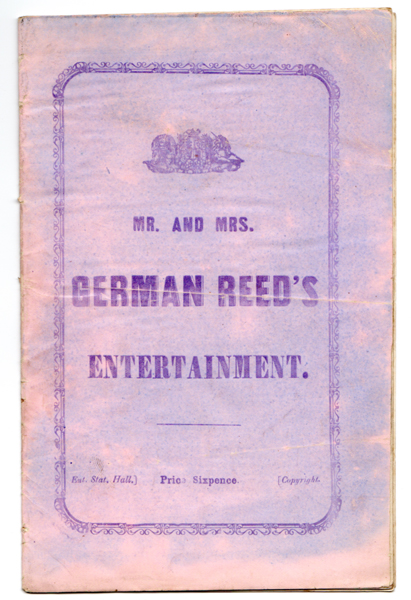 MR. AND MRS.
GERMAN REED'S
ENTERTAINMENT.
Ent. Stat. Hall.) Price Sixpence. [Copyright.